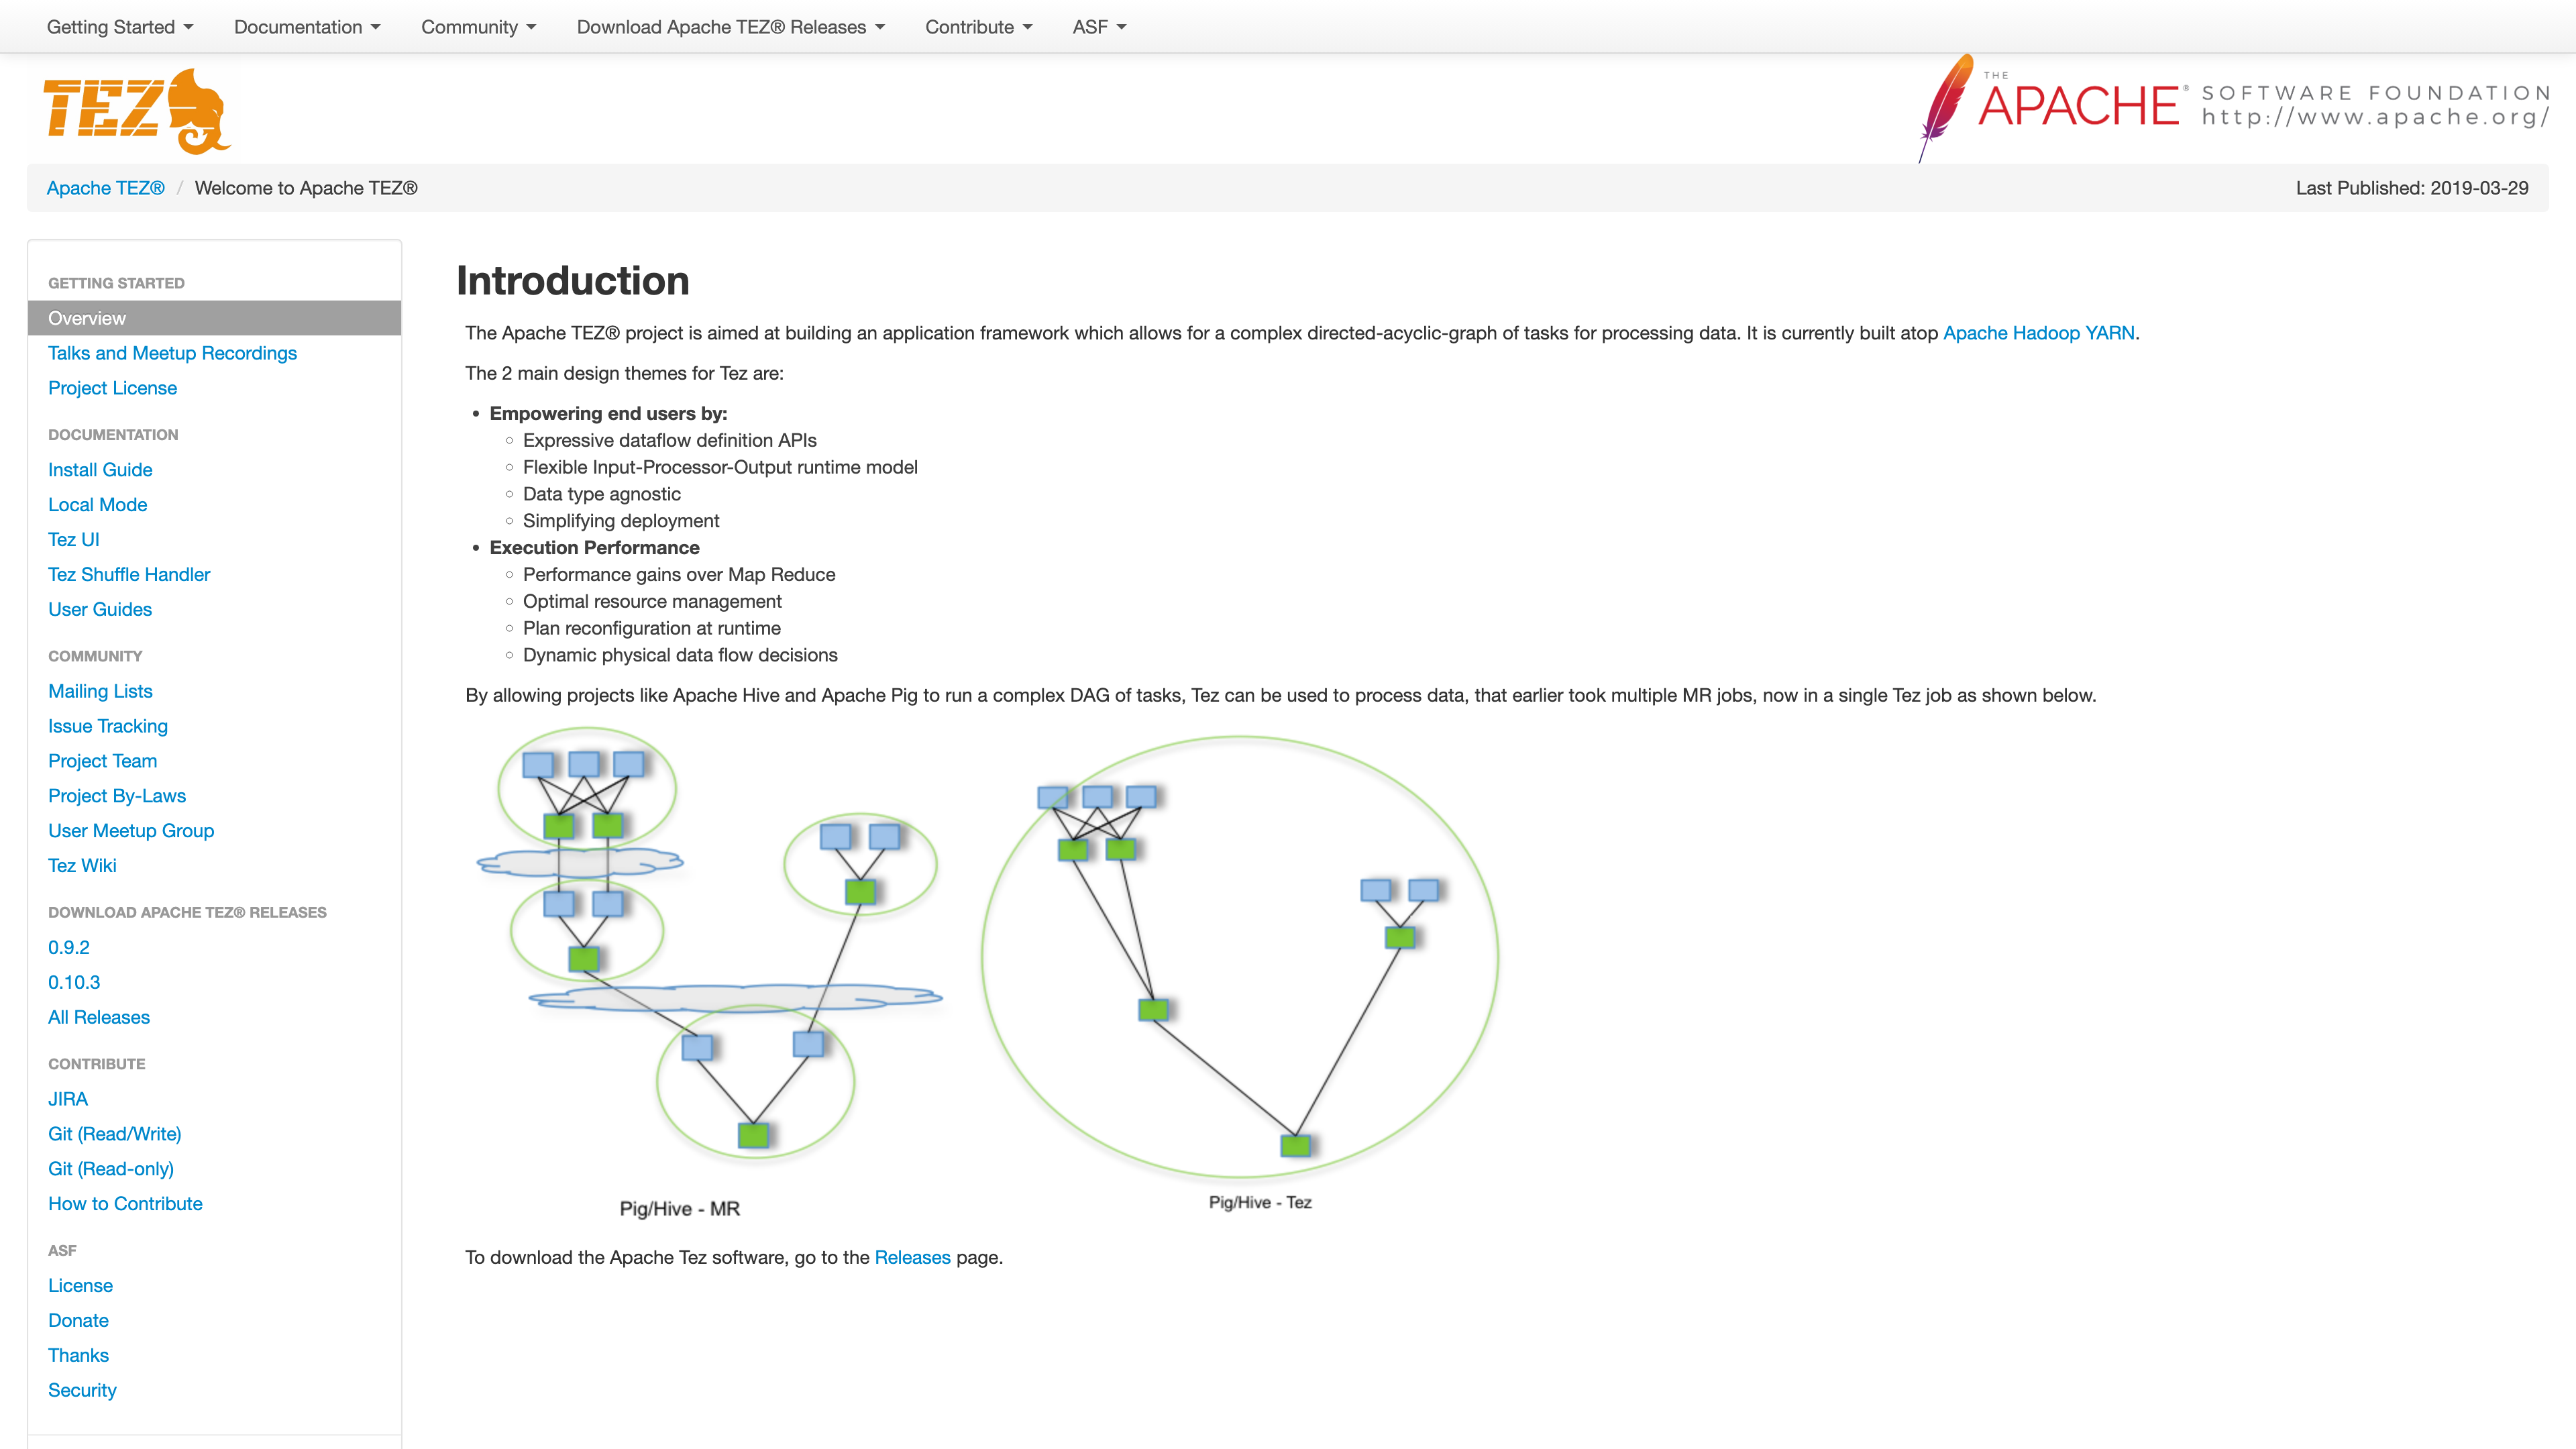 Getting Started Documentation Community Download Apache TEZ® Releases Contribute ASF
TEZ
THE
APACHE® SOFTWARE FOUNDATION
http://www.apache.org/
Apache TEZ® / Welcome to Apache TEZ® Last Published: 2019-03-29
GETTING STARTED
Overview
Talks and Meetup Recordings
Project License
DOCUMENTATION
Install Guide
Local Mode
Tez UI
Tez Shuffle Handler
User Guides
COMMUNITY
Mailing Lists
Issue Tracking
Project Team
Project By-Laws
User Meetup Group
Tez Wiki
DOWNLOAD APACHE TEZ® RELEASES
0.9.2
0.10.3
All Releases
CONTRIBUTE
JIRA
Git (Read/Write)
Git (Read-only)
How to Contribute
ASF
License
Donate
Thanks
Security
Introduction
The Apache TEZ® project is aimed at building an application framework which allows for a complex directed-acyclic-graph of tasks for processing data. It is currently built atop Apache Hadoop YARN.
The 2 main design themes for Tez are:
• Empowering end users by:
◦ Expressive dataflow definition APIs
◦ Flexible Input-Processor-Output runtime model
◦ Data type agnostic
◦ Simplifying deployment
• Execution Performance
◦ Performance gains over Map Reduce
◦ Optimal resource management
◦ Plan reconfiguration at runtime
◦ Dynamic physical data flow decisions
By allowing projects like Apache Hive and Apache Pig to run a complex DAG of tasks, Tez can be used to process data, that earlier took multiple MR jobs, now in a single Tez job as shown below.
Pig/Hive - MR
Pig/Hive - Tez
To download the Apache Tez software, go to the Releases page.